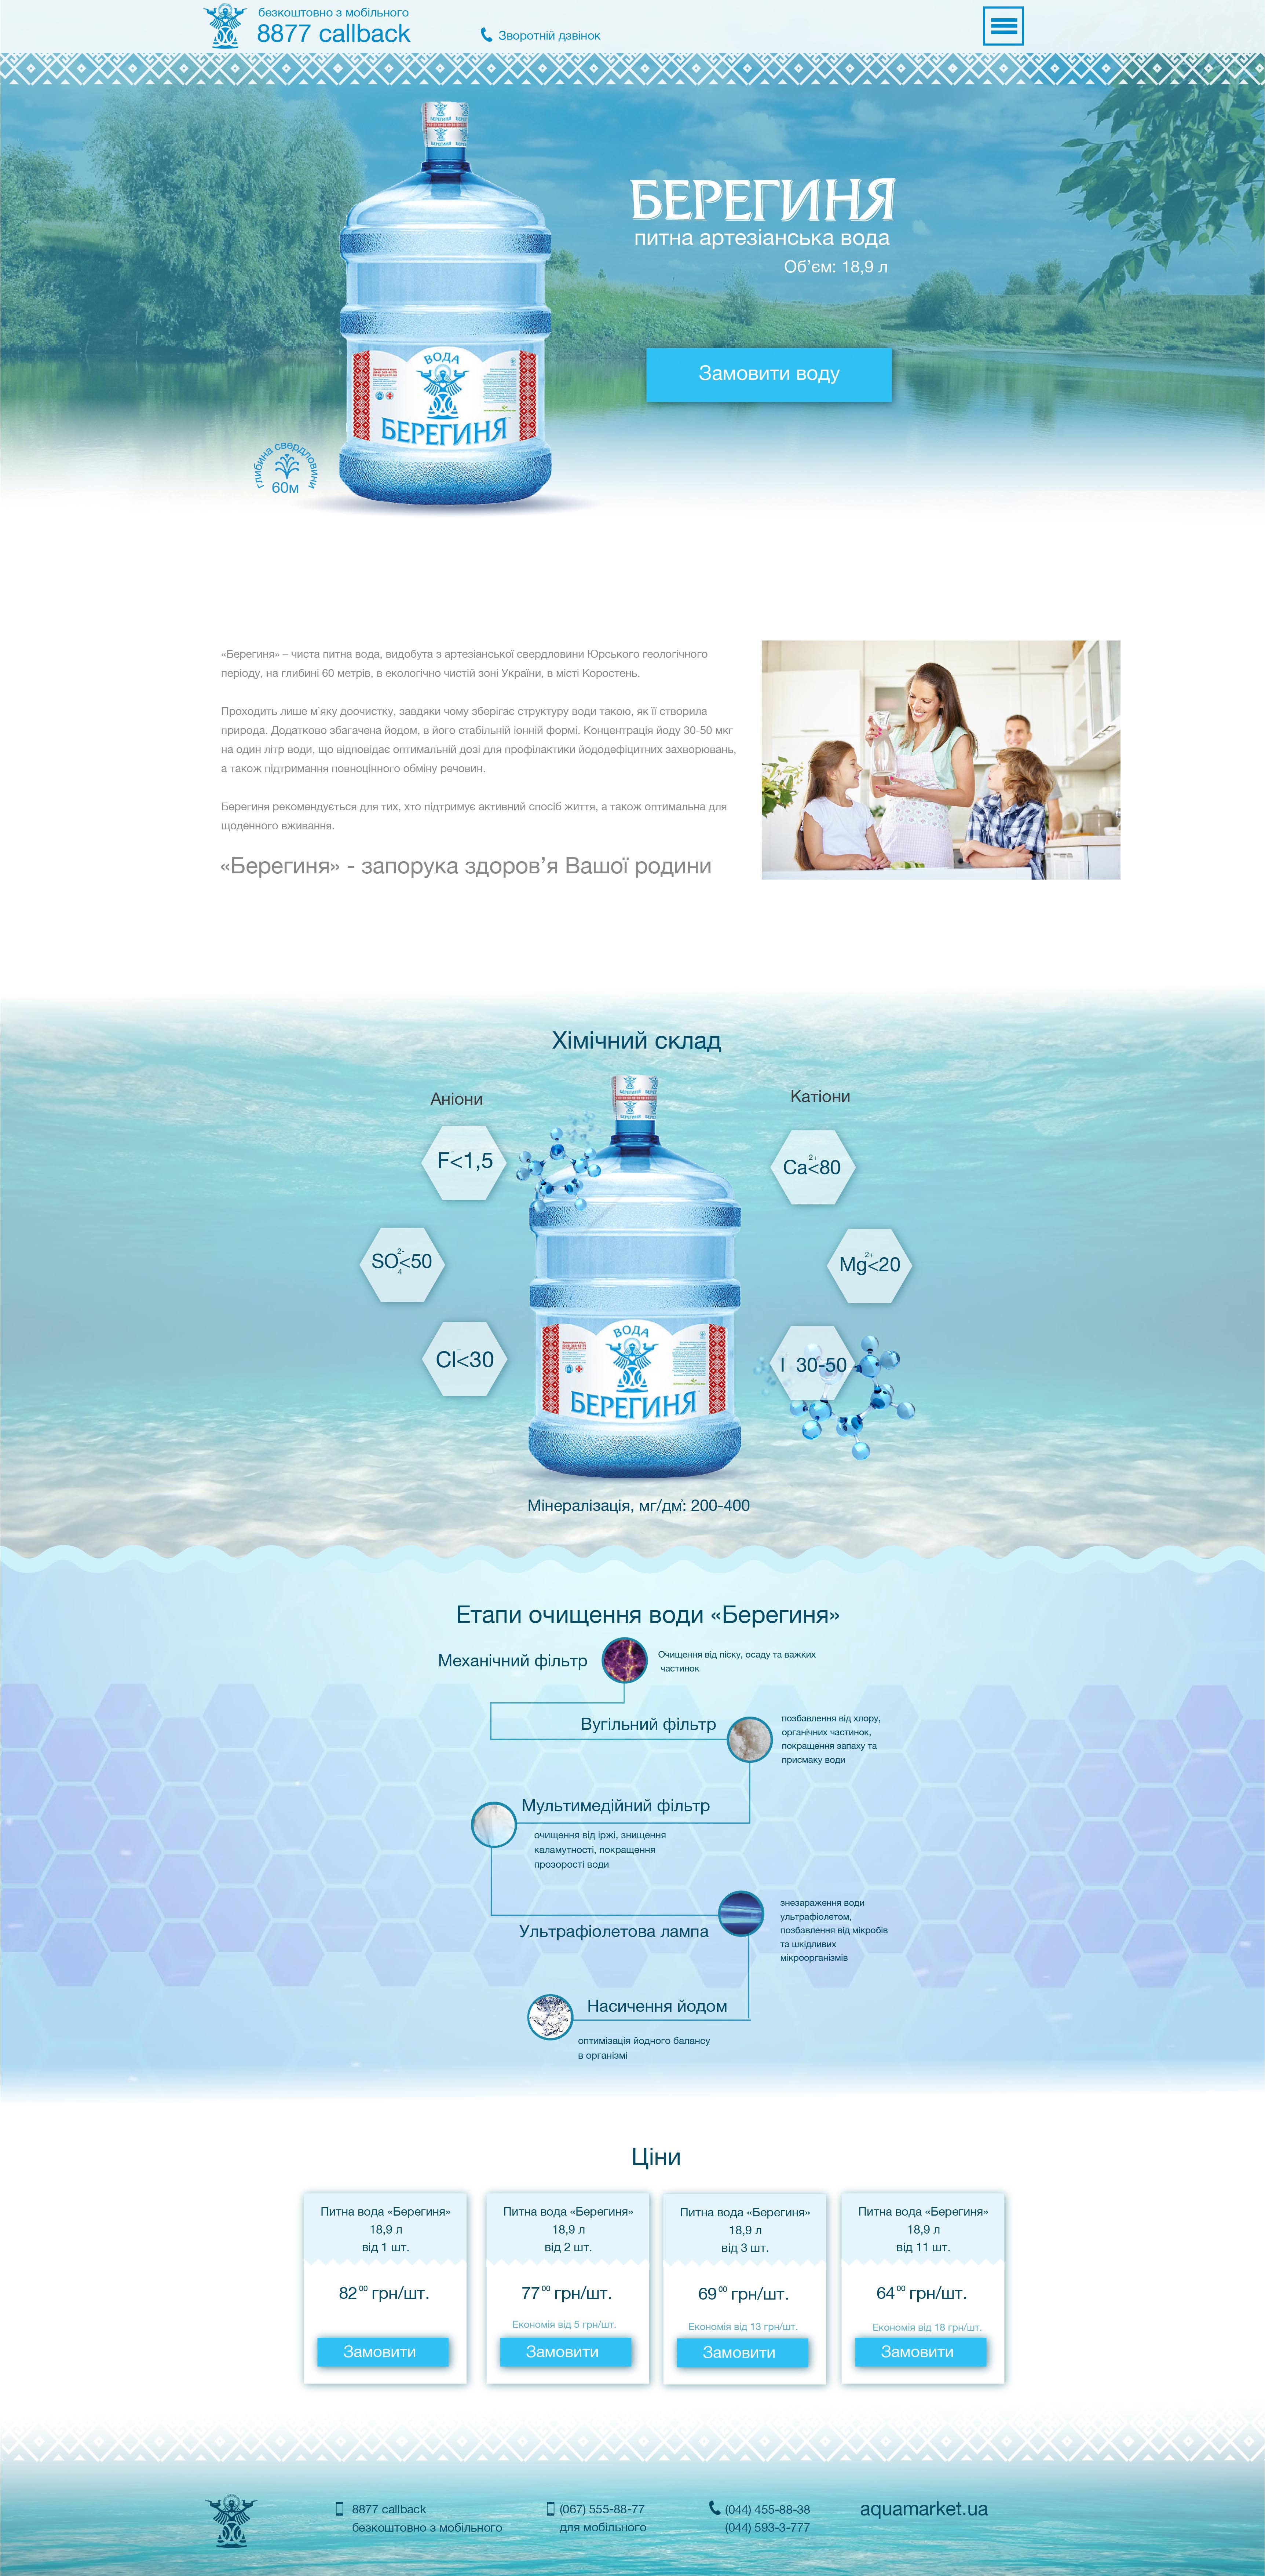 безкоштовно з мобільного
8877 callback
Зворотній дзвінок
БЕРЕГИНЯ
питна артезіанська вода
Об’єм: 18,9 л
Замовити воду
ВОДА
БЕРЕГИНЯ
глибина свердловини
60м
«Берегиня» – чиста питна вода, видобута з артезіанської свердловини Юрського геологічного
періоду, на глибині 60 метрів, в екологічно чистій зоні України, в місті Коростень.
Проходить лише м`яку доочистку, завдяки чому зберігає структуру води такою, як її створила
природа. Додатково збагачена йодом, в його стабільній іонній формі. Концентрація йоду 30-50 мкг
на один літр води, що відповідає оптимальній дозі для профілактики йододефіцитних захворювань,
а також підтримання повноцінного обміну речовин.
Берегиня рекомендується для тих, хто підтримує активний спосіб життя, а також оптимальна для
щоденного вживання.
«Берегиня» - запорука здоров’я Вашої родини
Хімічний склад
Аніони
Катіони
F⁻<1,5
Ca²⁺<80
SO₄²⁻<50
Mg²⁺<20
Cl⁻<30
I 30-50
ВОДА
БЕРЕГИНЯ
Мінералізація, мг/дм³: 200-400
Етапи очищення води «Берегиня»
Механічний фільтр
Очищення від піску, осаду та важких
частинок
Вугільний фільтр
позбавлення від хлору,
органічних частинок,
покращення запаху та
присмаку води
Мультимедійний фільтр
очищення від іржі, знищення
каламутності, покращення
прозорості води
Ультрафіолетова лампа
знезараження води
ультрафіолетом,
позбавлення від мікробів
та шкідливих
мікроорганізмів
Насичення йодом
оптимізація йодного балансу
в організмі
Ціни
Питна вода «Берегиня»
18,9 л
від 1 шт.
82 00 грн/шт.
Замовити
Питна вода «Берегиня»
18,9 л
від 2 шт.
77 00 грн/шт.
Економія від 5 грн/шт.
Замовити
Питна вода «Берегиня»
18,9 л
від 3 шт.
69 00 грн/шт.
Економія від 13 грн/шт.
Замовити
Питна вода «Берегиня»
18,9 л
від 11 шт.
64 00 грн/шт.
Економія від 18 грн/шт.
Замовити
8877 callback
безкоштовно з мобільного
(067) 555-88-77
для мобільного
(044) 455-88-38
(044) 593-3-777
aquamarket.ua